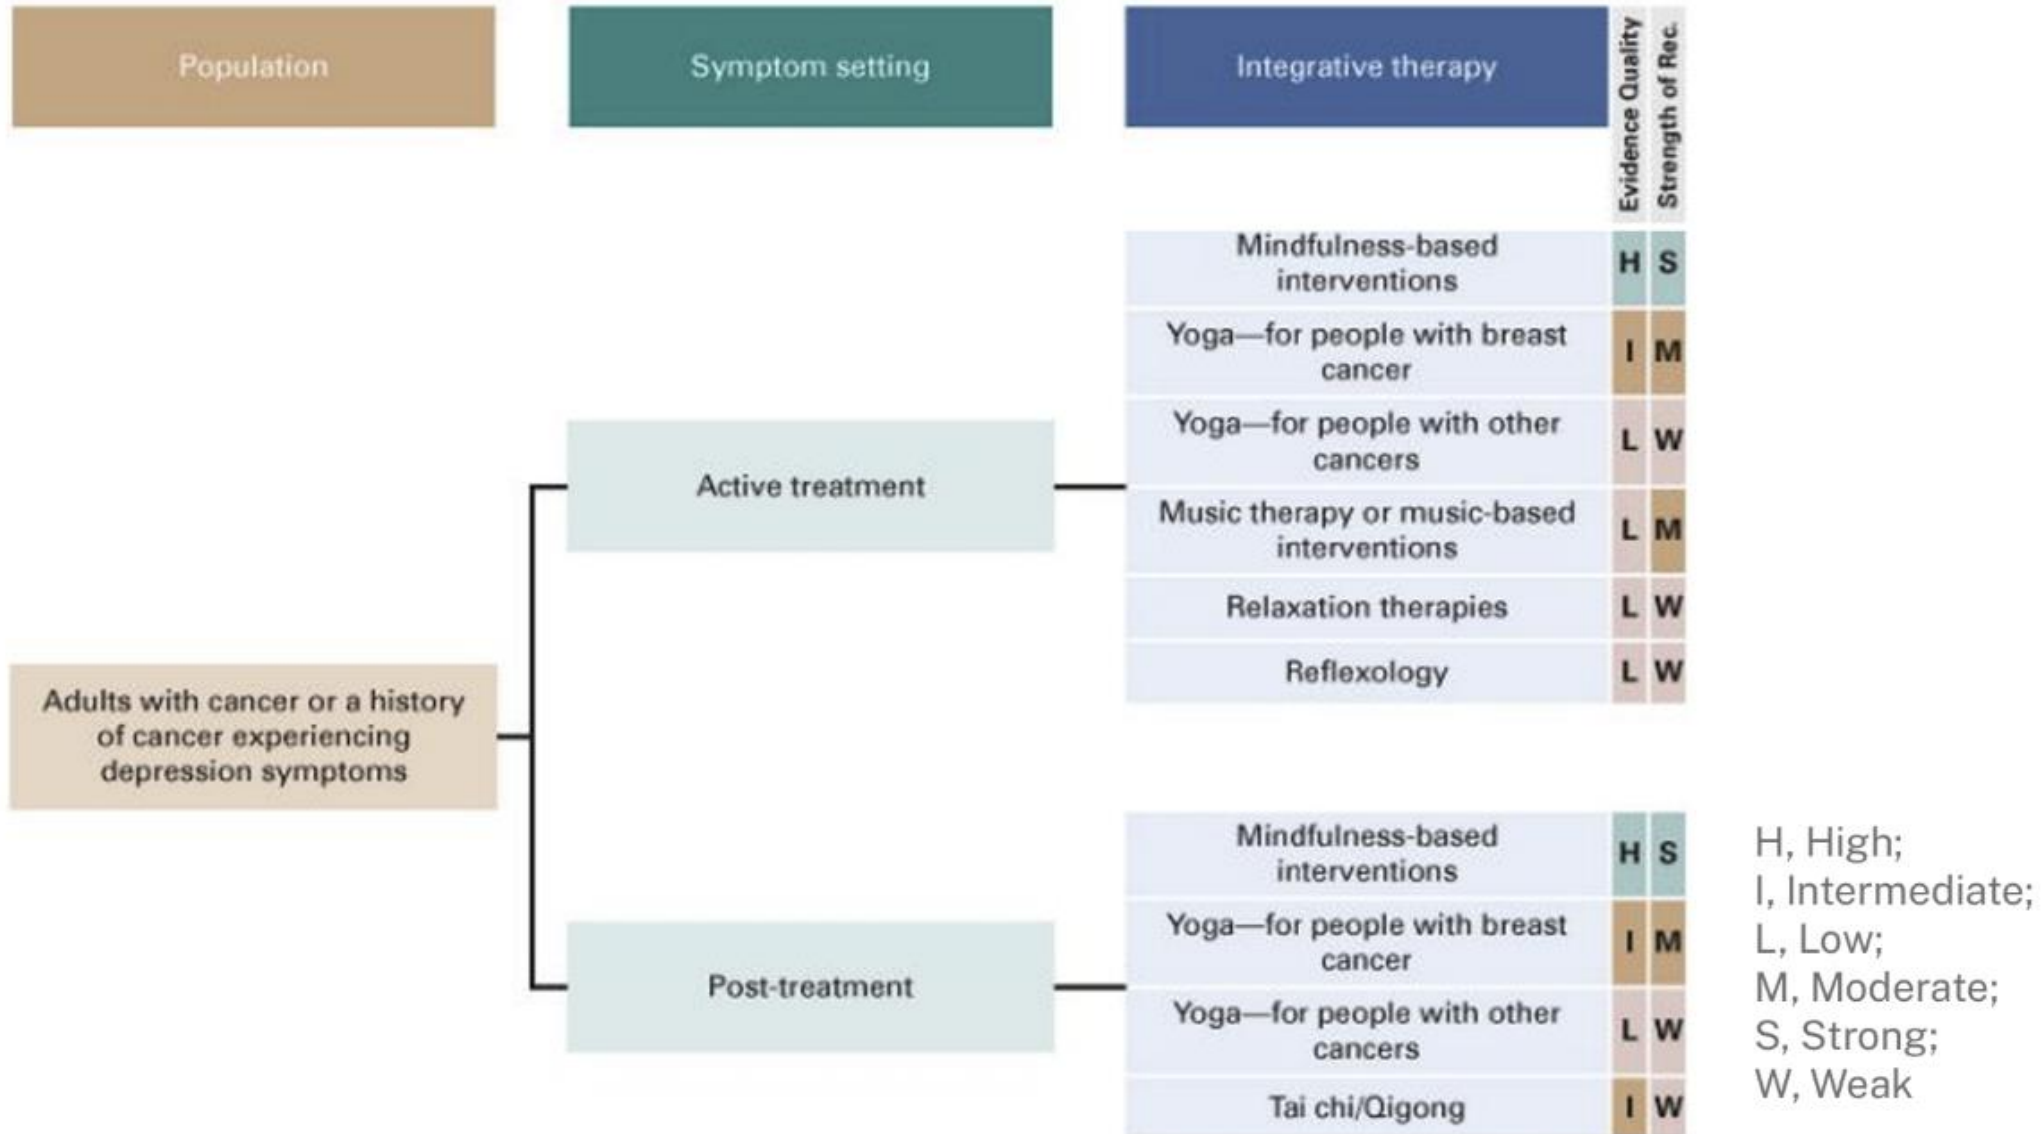 Population
Symptom setting
Integrative therapy
Evidence Quality
Strength of Rec.
Mindfulness-based
interventions
H S
Yoga—for people with breast
cancer
I M
Yoga—for people with other
cancers
L W
Music therapy or music-based
interventions
L M
Relaxation therapies
L W
Reflexology
L W
Active treatment
Adults with cancer or a history
of cancer experiencing
depression symptoms
Post-treatment
Mindfulness-based
interventions
H S
Yoga—for people with breast
cancer
I M
Yoga—for people with other
cancers
L W
Tai chi/Qigong
I W
H, High;
I, Intermediate;
L, Low;
M, Moderate;
S, Strong;
W, Weak